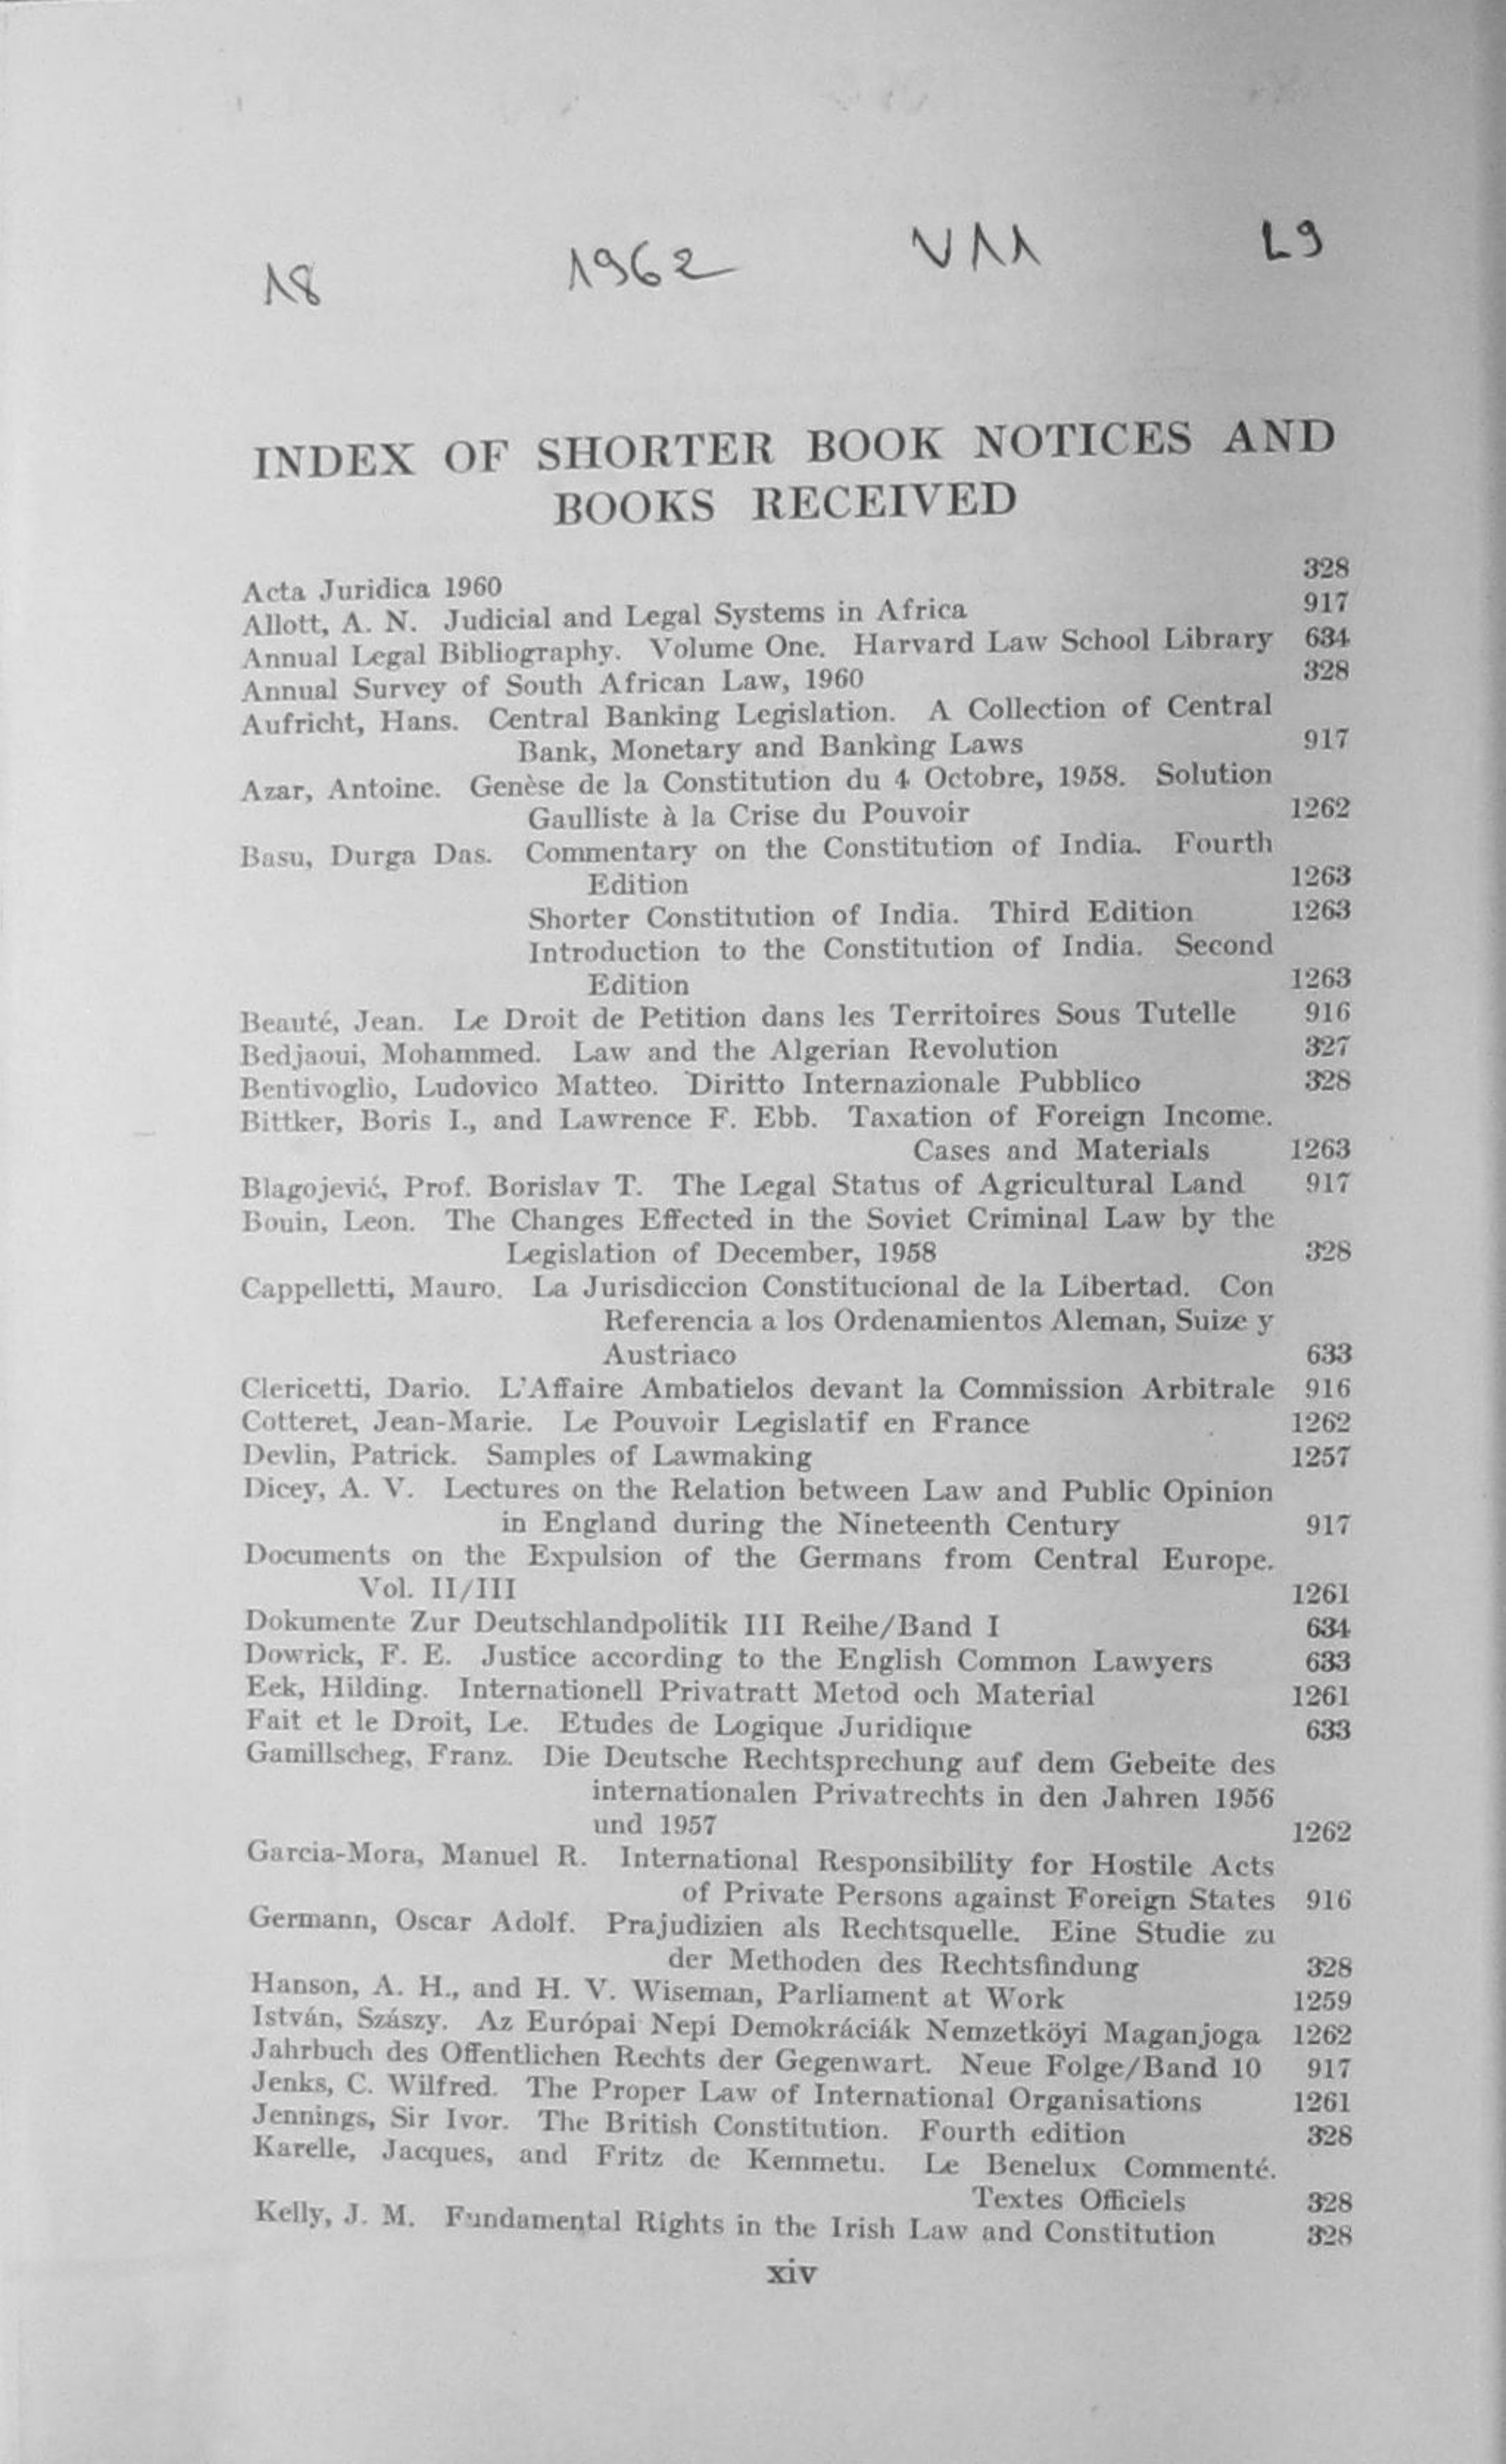 18 1962 V11 L9
INDEX OF SHORTER BOOK NOTICES AND
BOOKS RECEIVED
Acta Juridica 1960 328
Allott, A. N. Judicial and Legal Systems in Africa 917
Annual Legal Bibliography. Volume One. Harvard Law School Library 634
Annual Survey of South African Law, 1960 328
Aufricht, Hans. Central Banking Legislation. A Collection of Central
Bank, Monetary and Banking Laws 917
Azar, Antoine. Genèse de la Constitution du 4 Octobre, 1958. Solution
Gaulliste à la Crise du Pouvoir 1262
Basu, Durga Das. Commentary on the Constitution of India. Fourth
Edition 1263
Shorter Constitution of India. Third Edition 1263
Introduction to the Constitution of India. Second
Edition 1263
Beauté, Jean. Le Droit de Petition dans les Territoires Sous Tutelle 916
Bedjaoui, Mohammed. Law and the Algerian Revolution 327
Bentivoglio, Ludovico Matteo. Diritto Internazionale Pubblico 328
Bittker, Boris I., and Lawrence F. Ebb. Taxation of Foreign Income.
Cases and Materials 1263
Blagojević, Prof. Borislav T. The Legal Status of Agricultural Land 917
Bouin, Leon. The Changes Effected in the Soviet Criminal Law by the
Legislation of December, 1958 328
Cappelletti, Mauro. La Jurisdiccion Constitucional de la Libertad. Con
Referencia a los Ordenamientos Aleman, Suize y
Austriaco 633
Clericetti, Dario. L'Affaire Ambatielos devant la Commission Arbitrale 916
Cotteret, Jean-Marie. Le Pouvoir Legislatif en France 1262
Devlin, Patrick. Samples of Lawmaking 1257
Dicey, A. V. Lectures on the Relation between Law and Public Opinion
in England during the Nineteenth Century 917
Documents on the Expulsion of the Germans from Central Europe.
Vol. II/III 1261
Dokumente Zur Deutschlandpolitik III Reihe/Band I 634
Dowrick, F. E. Justice according to the English Common Lawyers 633
Eek, Hilding. Internationell Privatratt Metod och Material 1261
Fait et le Droit, Le. Etudes de Logique Juridique 633
Gamillscheg, Franz. Die Deutsche Rechtsprechung auf dem Gebeite des
internationalen Privatrechts in den Jahren 1956
und 1957 1262
Garcia-Mora, Manuel R. International Responsibility for Hostile Acts
of Private Persons against Foreign States 916
Germann, Oscar Adolf. Prajudizien als Rechtsquelle. Eine Studie zu
der Methoden des Rechtsfindung 328
Hanson, A. H., and H. V. Wiseman, Parliament at Work 1259
István, Szászy. Az Európai Nepi Demokráciák Nemzetköyi Maganjoga 1262
Jahrbuch des Offentlichen Rechts der Gegenwart. Neue Folge/Band 10 917
Jenks, C. Wilfred. The Proper Law of International Organisations 1261
Jennings, Sir Ivor. The British Constitution. Fourth edition 328
Karelle, Jacques, and Fritz de Kemmetu. Le Benelux Commenté.
Textes Officiels 328
Kelly, J. M. Fundamental Rights in the Irish Law and Constitution 328
xiv